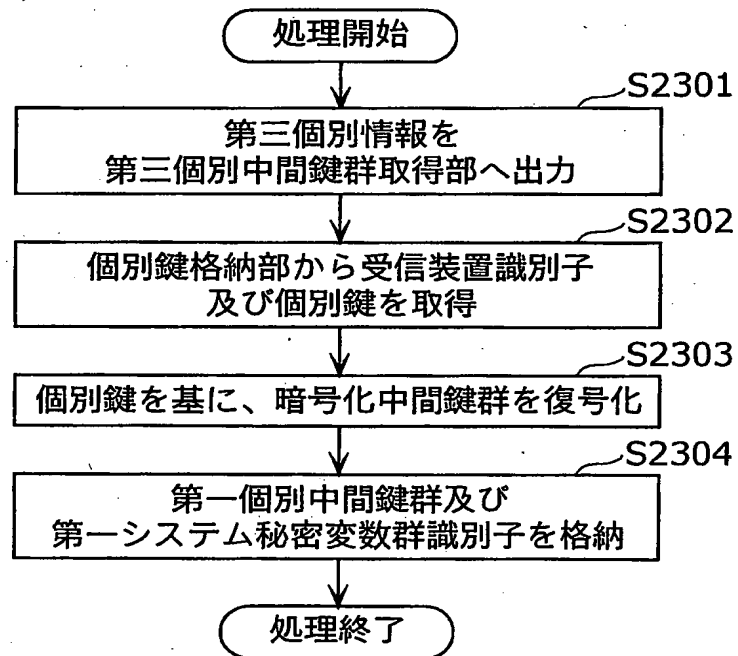 処理開始
S2301
第三個別情報を
第三個別中間鍵群取得部へ出力
S2302
個別鍵格納部から受信装置識別子
及び個別鍵を取得
S2303
個別鍵を基に、暗号化中間鍵群を復号化
S2304
第一個別中間鍵群及び
第一システム秘密変数群識別子を格納
処理終了